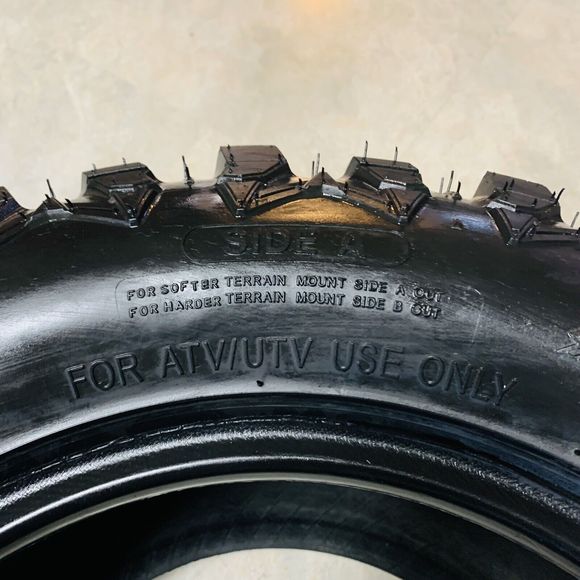 SIDE A
FOR SOFTER TERRAIN MOUNT SIDE A OUT
FOR HARDER TERRAIN MOUNT SIDE B OUT
FOR ATV/UTV USE ONLY